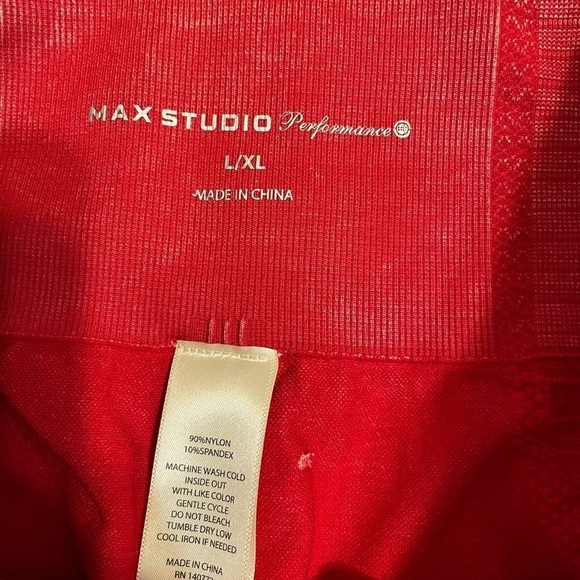 MAX STUDIO Performance
L/XL
MADE IN CHINA
90%NYLON
10%SPANDEX
MACHINE WASH COLD
INSIDE OUT
WITH LIKE COLOR
GENTLE CYCLE
DO NOT BLEACH
TUMBLE DRY LOW
COOL IRON IF NEEDED
MADE IN CHINA
RN